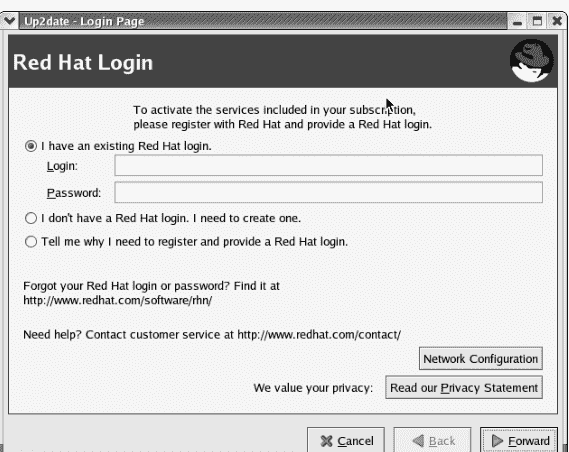 Up2date - Login Page
Red Hat Login
To activate the services included in your subscription,
please register with Red Hat and provide a Red Hat login.
I have an existing Red Hat login.
Login:
Password:
I don't have a Red Hat login. I need to create one.
Tell me why I need to register and provide a Red Hat login.
Forgot your Red Hat login or password? Find it at
http://www.redhat.com/software/rhn/
Need help? Contact customer service at http://www.redhat.com/contact/
Network Configuration
We value your privacy: Read our Privacy Statement
Cancel Back Forward